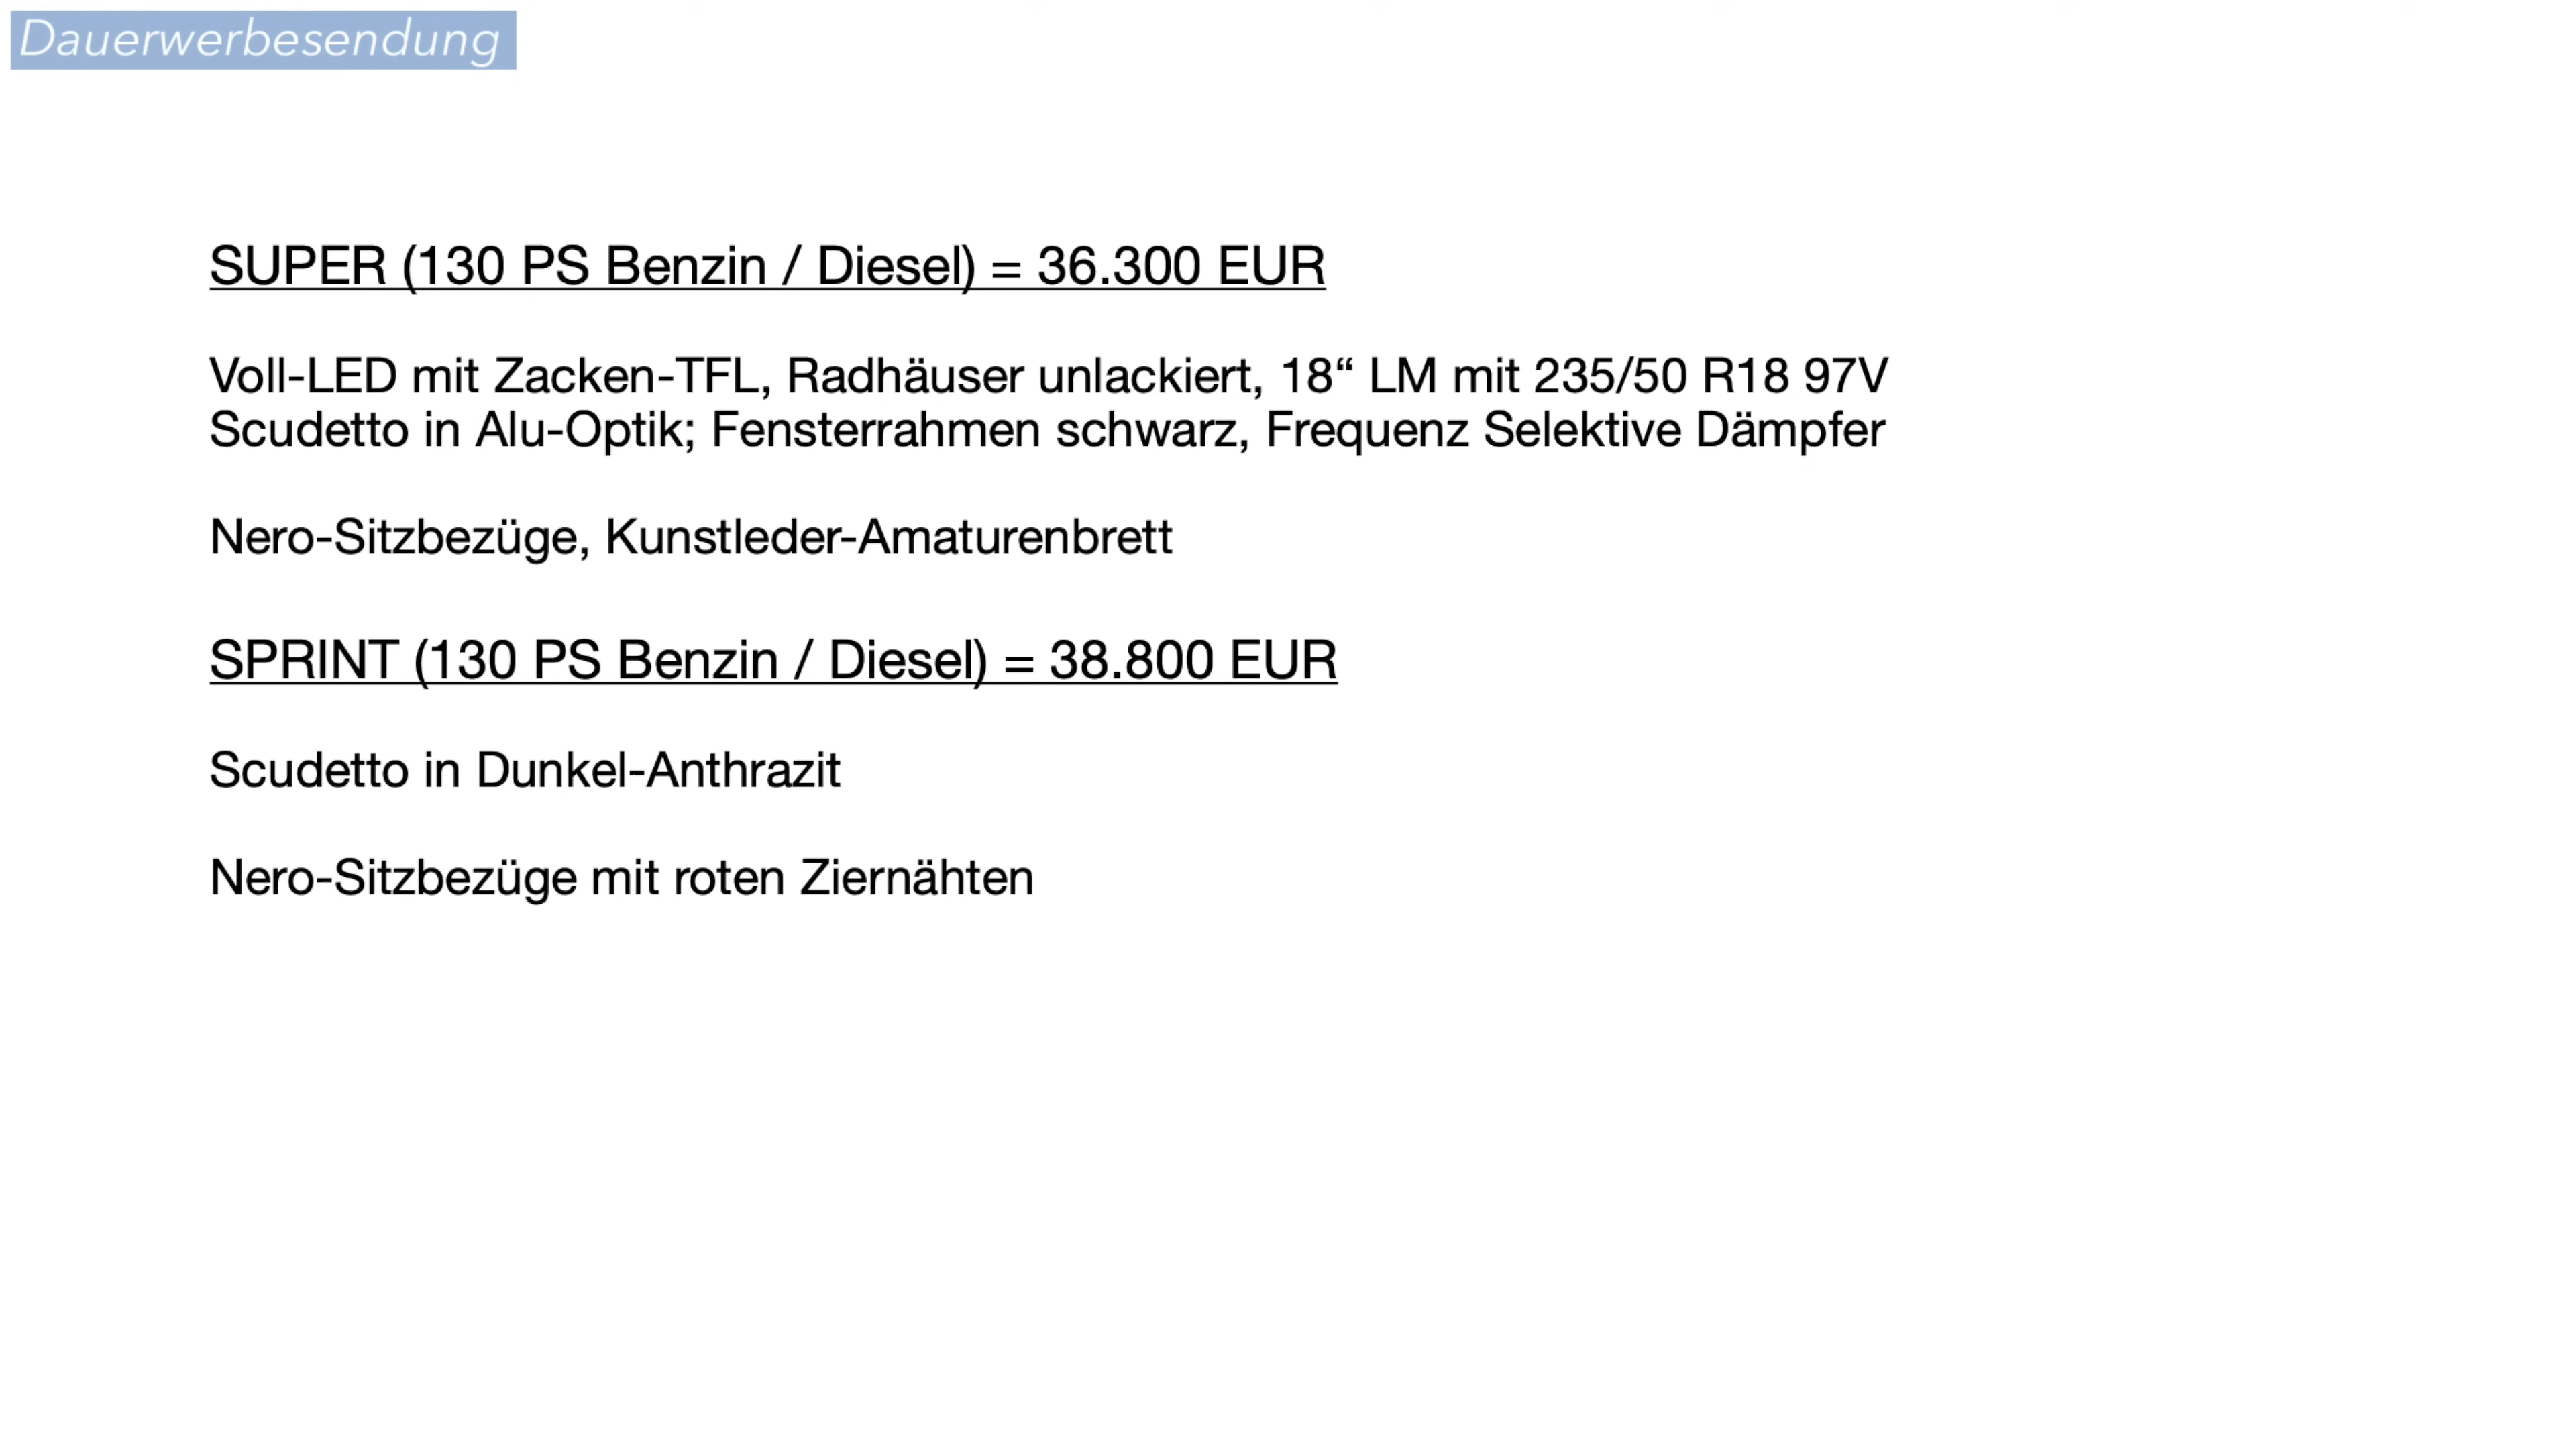 Dauerwerbesendung
SUPER (130 PS Benzin / Diesel) = 36.300 EUR
Voll-LED mit Zacken-TFL, Radhäuser unlackiert, 18“ LM mit 235/50 R18 97V
Scudetto in Alu-Optik; Fensterrahmen schwarz, Frequenz Selektive Dämpfer
Nero-Sitzbezüge, Kunstleder-Amaturenbrett
SPRINT (130 PS Benzin / Diesel) = 38.800 EUR
Scudetto in Dunkel-Anthrazit
Nero-Sitzbezüge mit roten Ziernähten